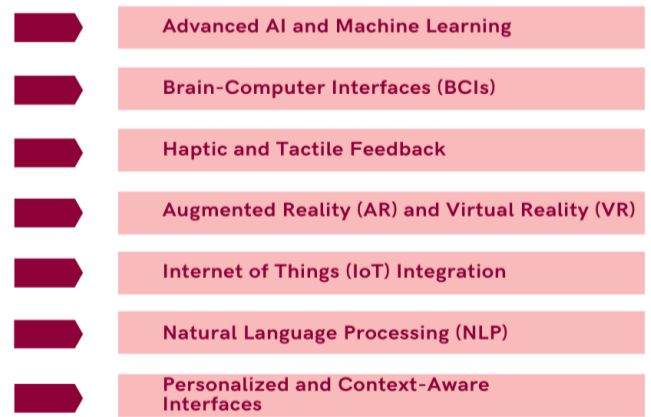 Advanced AI and Machine Learning
Brain-Computer Interfaces (BCIs)
Haptic and Tactile Feedback
Augmented Reality (AR) and Virtual Reality (VR)
Internet of Things (IoT) Integration
Natural Language Processing (NLP)
Personalized and Context-Aware
Interfaces